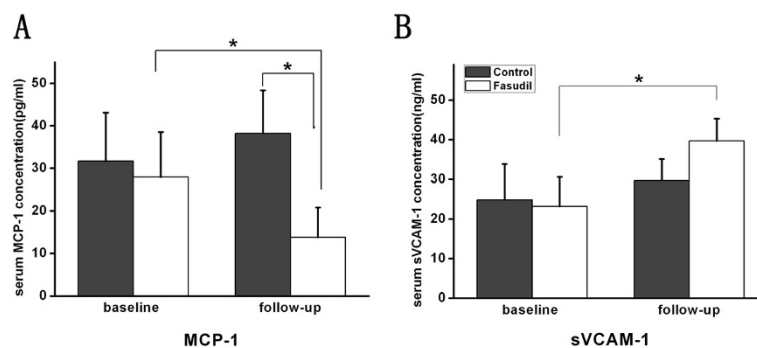 A
serum MCP-1 concentration(pg/ml)
50
40
30
20
10
0
*
*
baseline
follow-up
MCP-1
B
serum sVCAM-1 concentration(ng/ml)
60
50
40
30
20
10
0
Control
Fasudil
*
baseline
follow-up
sVCAM-1